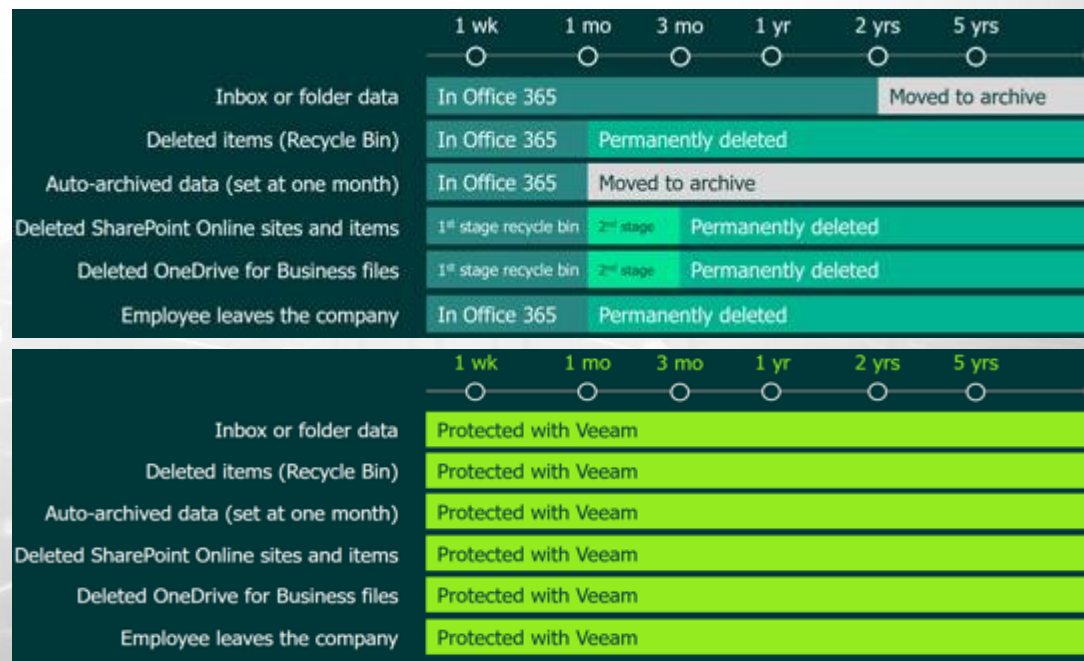 1 wk 1 mo 3 mo 1 yr 2 yrs 5 yrs
Inbox or folder data In Office 365 Moved to archive
Deleted items (Recycle Bin) In Office 365 Permanently deleted
Auto-archived data (set at one month) In Office 365 Moved to archive
Deleted SharePoint Online sites and items 1st stage recycle bin 2nd stage Permanently deleted
Deleted OneDrive for Business files 1st stage recycle bin 2nd stage Permanently deleted
Employee leaves the company In Office 365 Permanently deleted
1 wk 1 mo 3 mo 1 yr 2 yrs 5 yrs
Inbox or folder data Protected with Veeam
Deleted items (Recycle Bin) Protected with Veeam
Auto-archived data (set at one month) Protected with Veeam
Deleted SharePoint Online sites and items Protected with Veeam
Deleted OneDrive for Business files Protected with Veeam
Employee leaves the company Protected with Veeam